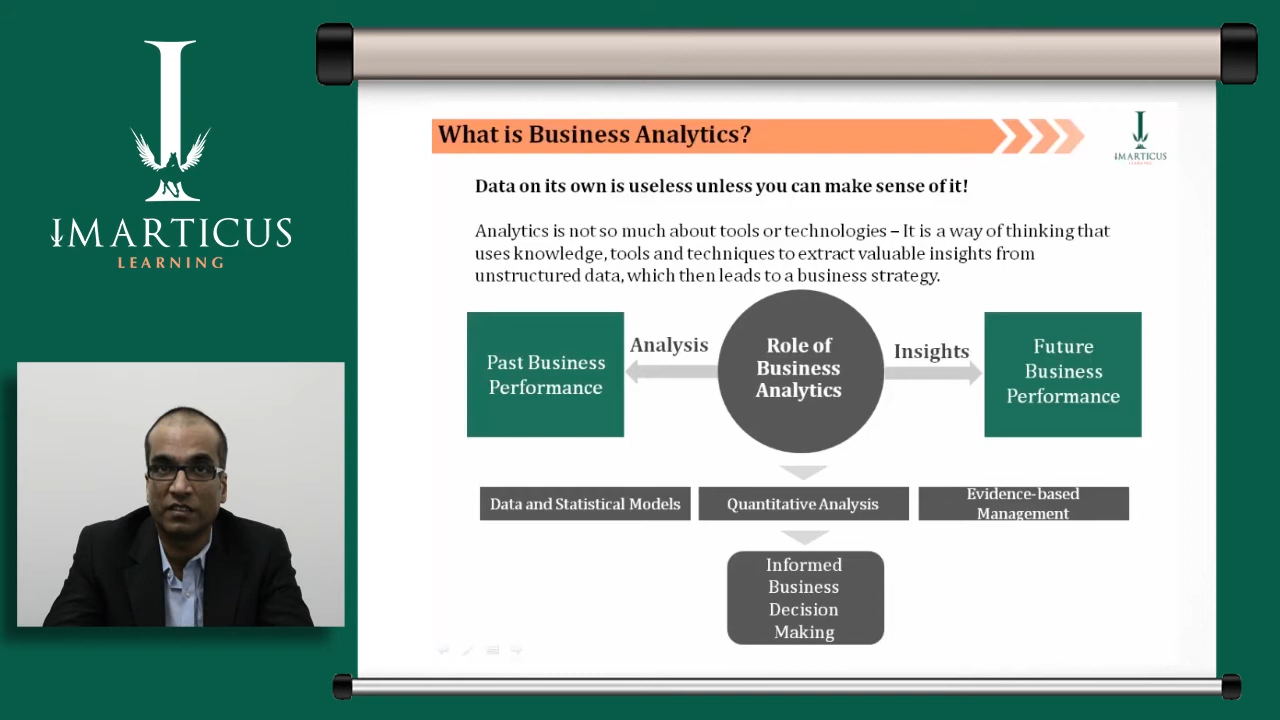 IMARTICUS
LEARNING
What is Business Analytics?
IMARTICUS
LEARNING
Data on its own is useless unless you can make sense of it!
Analytics is not so much about tools or technologies – It is a way of thinking that
uses knowledge, tools and techniques to extract valuable insights from
unstructured data, which then leads to a business strategy.
Past Business
Performance
Analysis
Role of
Business
Analytics
Insights
Future
Business
Performance
Data and Statistical Models
Quantitative Analysis
Evidence-based
Management
Informed
Business
Decision
Making